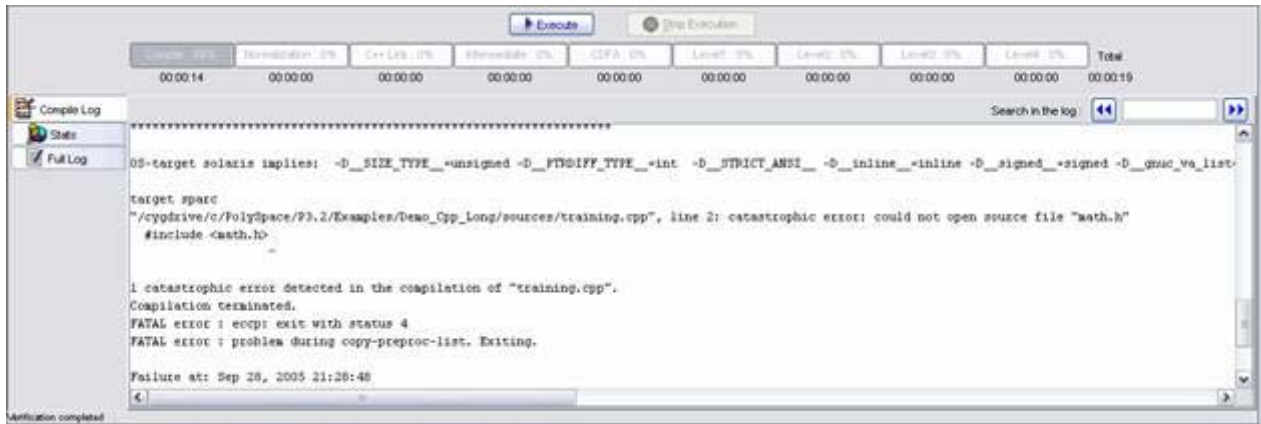 Execute
Stop Execution
Normalization : 0%
C++ Link : 0%
Intermediate : 0%
CDFA : 0%
Level1 : 0%
Level2 : 0%
Level3 : 0%
Level4 : 0%
Total
00:00:14 00:00:00 00:00:00 00:00:00 00:00:00 00:00:00 00:00:00 00:00:00 00:00:00 00:00:19
Compile Log
Search in the log :
Stats
Full Log
OS-target solaris implies: -D__SIZE_TYPE__=unsigned -D__PTRDIFF_TYPE__=int -D__STRICT_ANSI__ -D__inline__=inline -D__signed__=signed -D__gnuc_va_list=
target sparc
"/cygdrive/c/PolySpace/P3.2/Examples/Demo_Cpp_Long/sources/training.cpp", line 2: catastrophic error: could not open source file "math.h"
#include <math.h>
^
1 catastrophic error detected in the compilation of "training.cpp".
Compilation terminated.
FATAL error : eccp: exit with status 4
FATAL error : problem during copy-preproc-list. Exiting.
Failure at: Sep 28, 2005 21:28:48
Verification completed